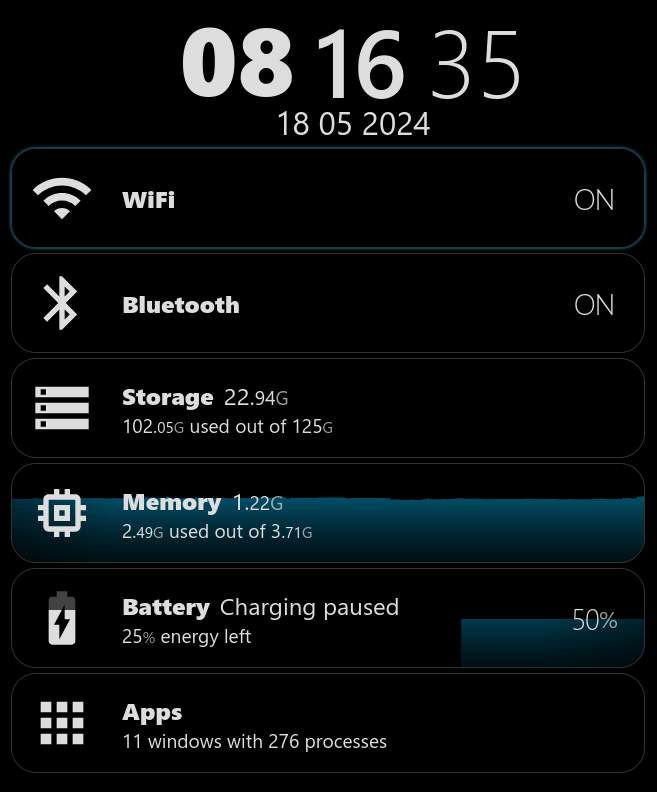 08 16 35
18 05 2024
WiFi ON
Bluetooth ON
Storage 22.94G
102.05G used out of 125G
Memory 1.22G
2.49G used out of 3.71G
Battery Charging paused 50%
25% energy left
Apps
11 windows with 276 processes